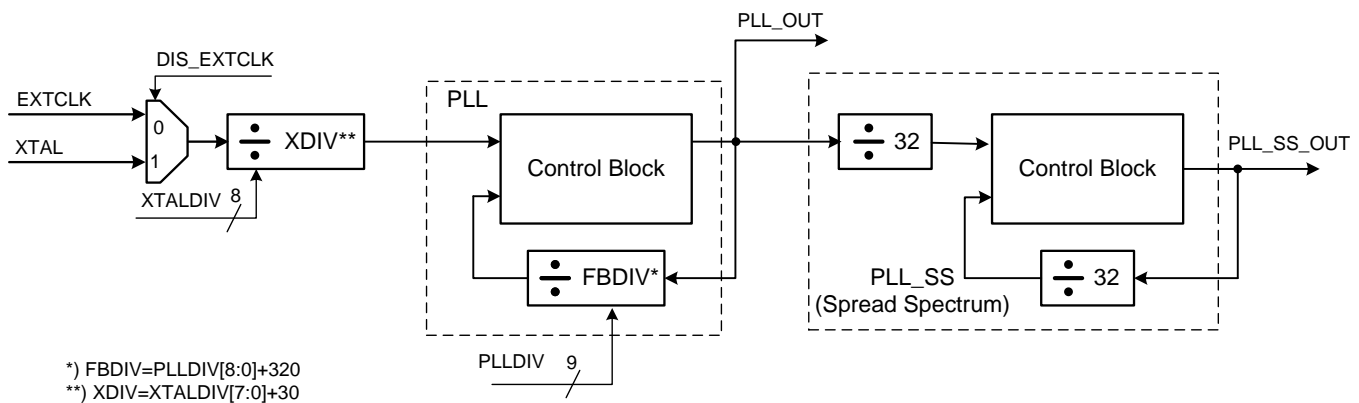 PLL_OUT
DIS_EXTCLK
EXTCLK
XTAL
0
1
÷ XDIV**
XTALDIV 8
PLL
Control Block
÷ FBDIV*
PLLDIV 9
÷ 32
Control Block
PLL_SS_OUT
÷ 32
PLL_SS
(Spread Spectrum)
*) FBDIV=PLLDIV[8:0]+320
**) XDIV=XTALDIV[7:0]+30